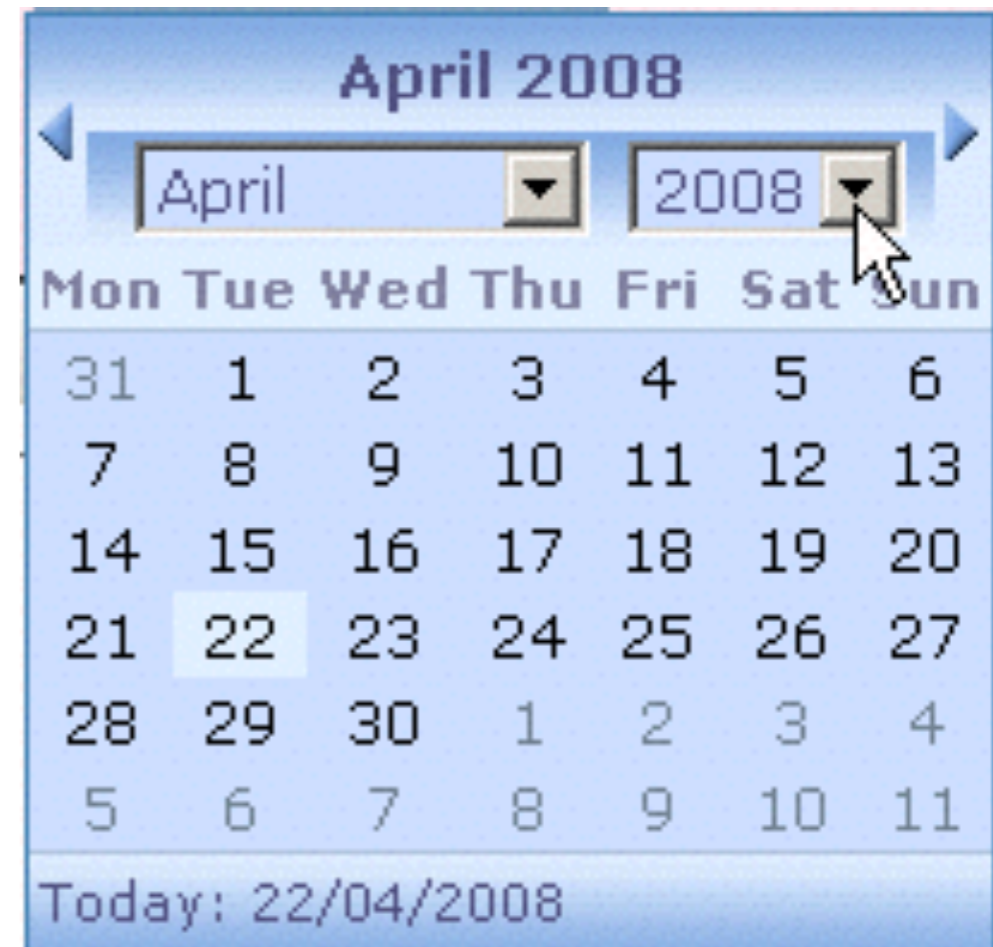 April 2008
April 2008
Mon Tue Wed Thu Fri Sat Sun
31 1 2 3 4 5 6
7 8 9 10 11 12 13
14 15 16 17 18 19 20
21 22 23 24 25 26 27
28 29 30 1 2 3 4
5 6 7 8 9 10 11
Today: 22/04/2008